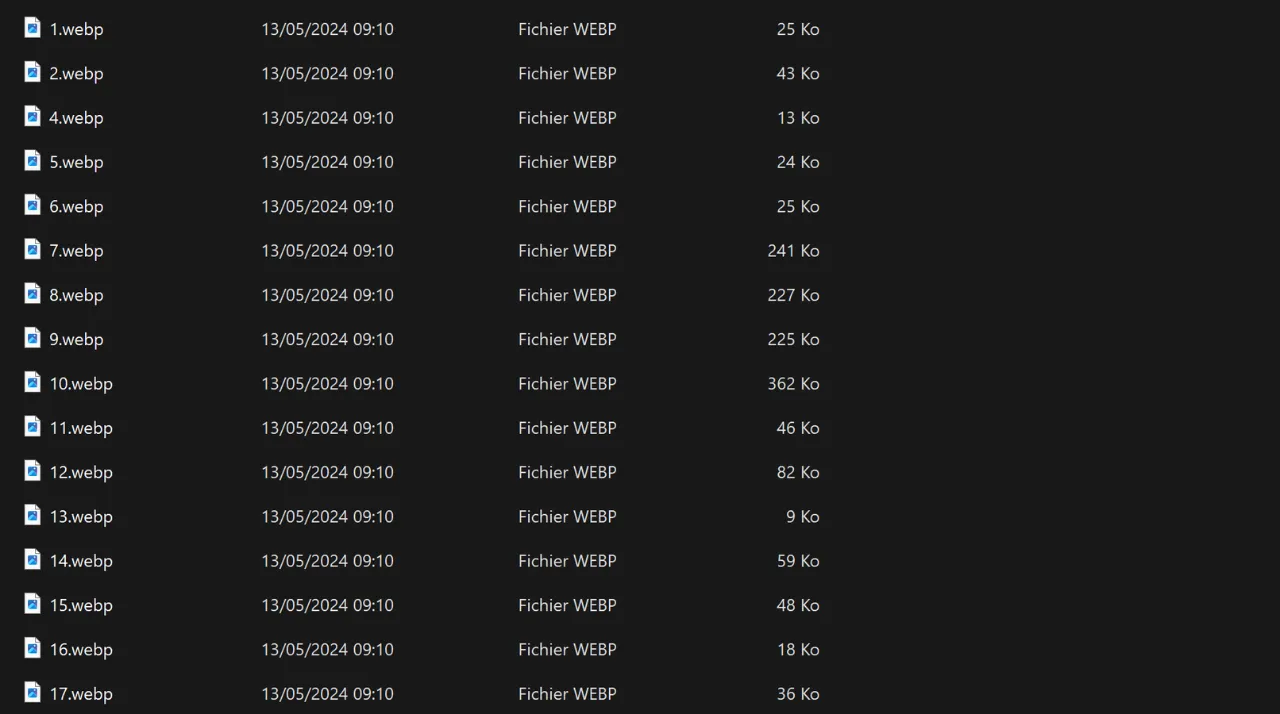 1.webp 13/05/2024 09:10 Fichier WEBP 25 Ko
2.webp 13/05/2024 09:10 Fichier WEBP 43 Ko
4.webp 13/05/2024 09:10 Fichier WEBP 13 Ko
5.webp 13/05/2024 09:10 Fichier WEBP 24 Ko
6.webp 13/05/2024 09:10 Fichier WEBP 25 Ko
7.webp 13/05/2024 09:10 Fichier WEBP 241 Ko
8.webp 13/05/2024 09:10 Fichier WEBP 227 Ko
9.webp 13/05/2024 09:10 Fichier WEBP 225 Ko
10.webp 13/05/2024 09:10 Fichier WEBP 362 Ko
11.webp 13/05/2024 09:10 Fichier WEBP 46 Ko
12.webp 13/05/2024 09:10 Fichier WEBP 82 Ko
13.webp 13/05/2024 09:10 Fichier WEBP 9 Ko
14.webp 13/05/2024 09:10 Fichier WEBP 59 Ko
15.webp 13/05/2024 09:10 Fichier WEBP 48 Ko
16.webp 13/05/2024 09:10 Fichier WEBP 18 Ko
17.webp 13/05/2024 09:10 Fichier WEBP 36 Ko